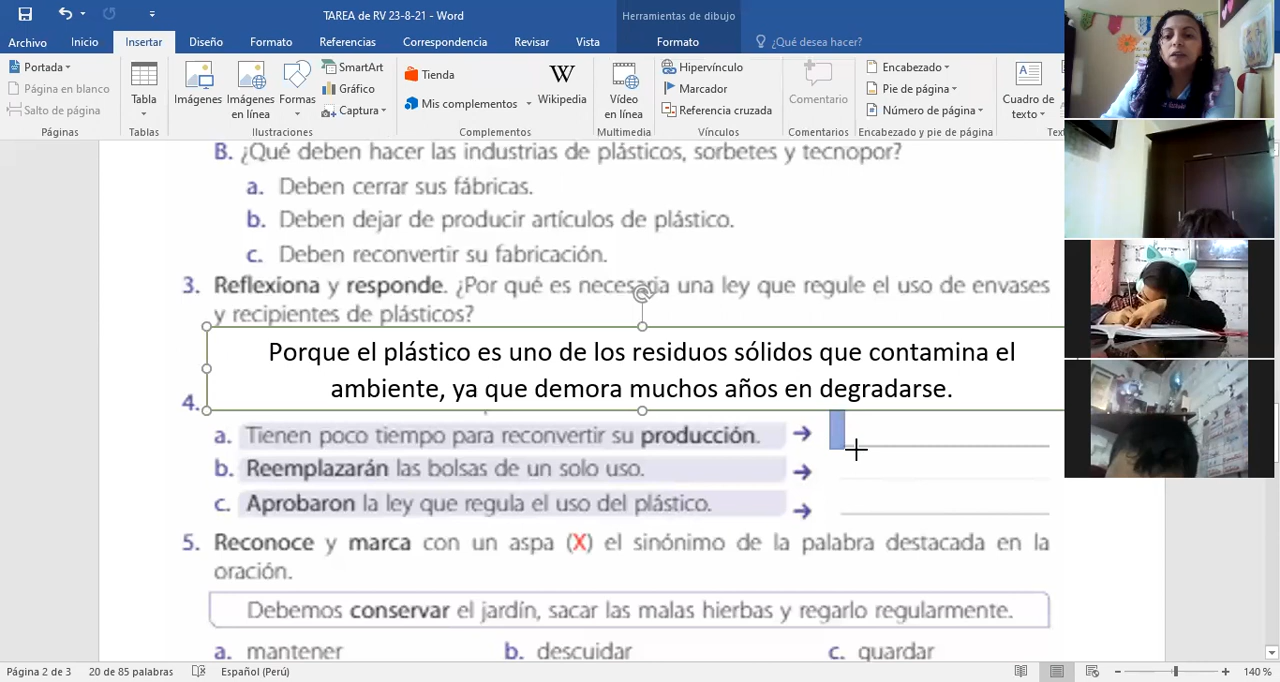 TAREA de RV 23-8-21 - Word
Herramientas de dibujo
Archivo Inicio Insertar Diseño Formato Referencias Correspondencia Revisar Vista Formato ¿Qué desea hacer?
Portada
Página en blanco
Salto de página
Páginas
Tabla
Tablas
Imágenes
Imágenes en línea
Formas
SmartArt
Gráfico
Captura
Ilustraciones
Tienda
Mis complementos
W
Wikipedia
Complementos
Vídeo en línea
Multimedia
Hipervínculo
Marcador
Referencia cruzada
Vínculos
Comentario
Comentarios
Encabezado
Pie de página
Número de página
Encabezado y pie de página
Cuadro de texto
B. ¿Qué deben hacer las industrias de plásticos, sorbetes y tecnopor?
a. Deben cerrar sus fábricas.
b. Deben dejar de producir artículos de plástico.
c. Deben reconvertir su fabricación.
3. Reflexiona y responde. ¿Por qué es necesaria una ley que regule el uso de envases
y recipientes de plásticos?
Porque el plástico es uno de los residuos sólidos que contamina el
ambiente, ya que demora muchos años en degradarse.
4.
a. Tienen poco tiempo para reconvertir su producción.
b. Reemplazarán las bolsas de un solo uso.
c. Aprobaron la ley que regula el uso del plástico.
5. Reconoce y marca con un aspa (X) el sinónimo de la palabra destacada en la
oración.
Debemos conservar el jardín, sacar las malas hierbas y regarlo regularmente.
a. mantener b. descuidar c. guardar
Página 2 de 3 20 de 85 palabras Español (Perú) 140 %